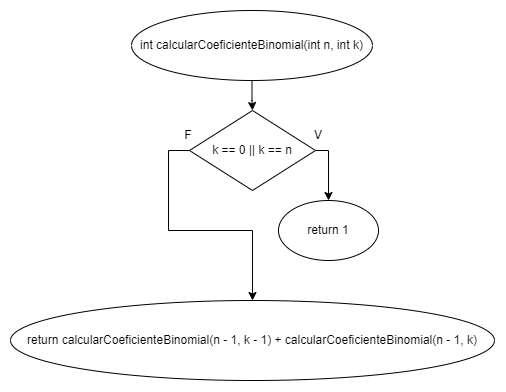 int calcularCoeficienteBinomial(int n, int k)
F
V
k == 0 || k == n
return 1
return calcularCoeficienteBinomial(n - 1, k - 1) + calcularCoeficienteBinomial(n - 1, k)